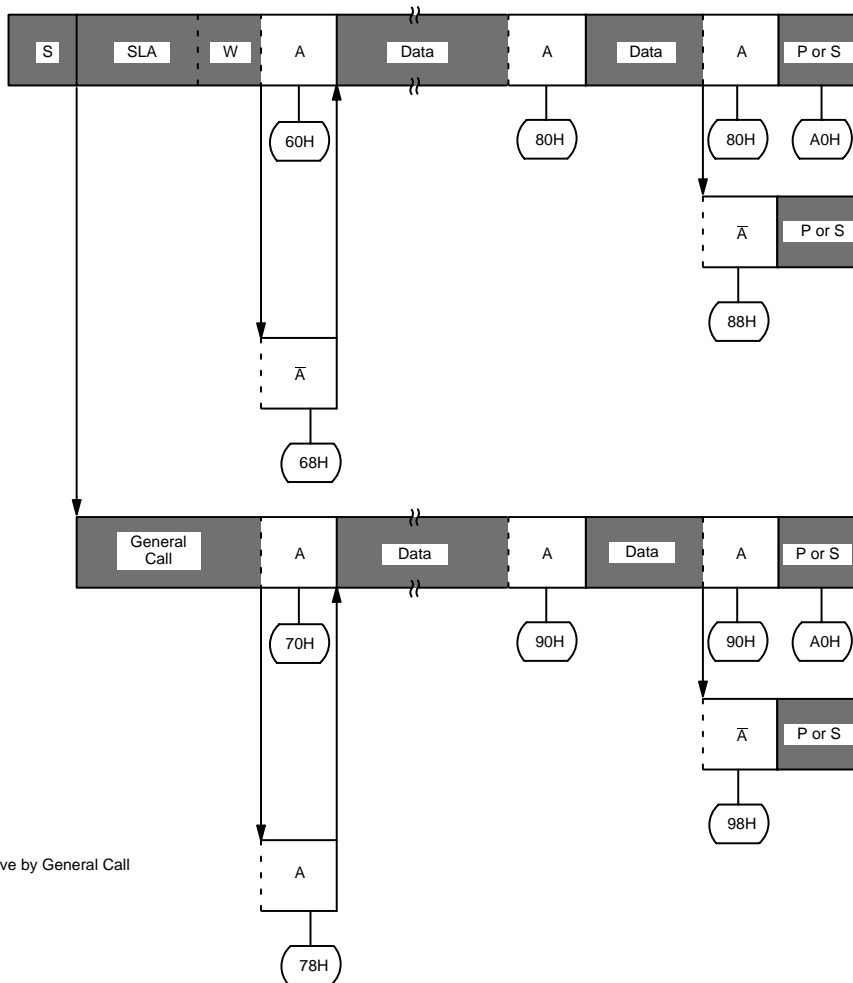 S SLA W A Data A Data A P or S
60H 80H 80H A0H
A̅ P or S
88H
A̅
68H
General
Call
A Data A Data A P or S
70H 90H 90H A0H
A̅ P or S
98H
ve by General Call
A
78H